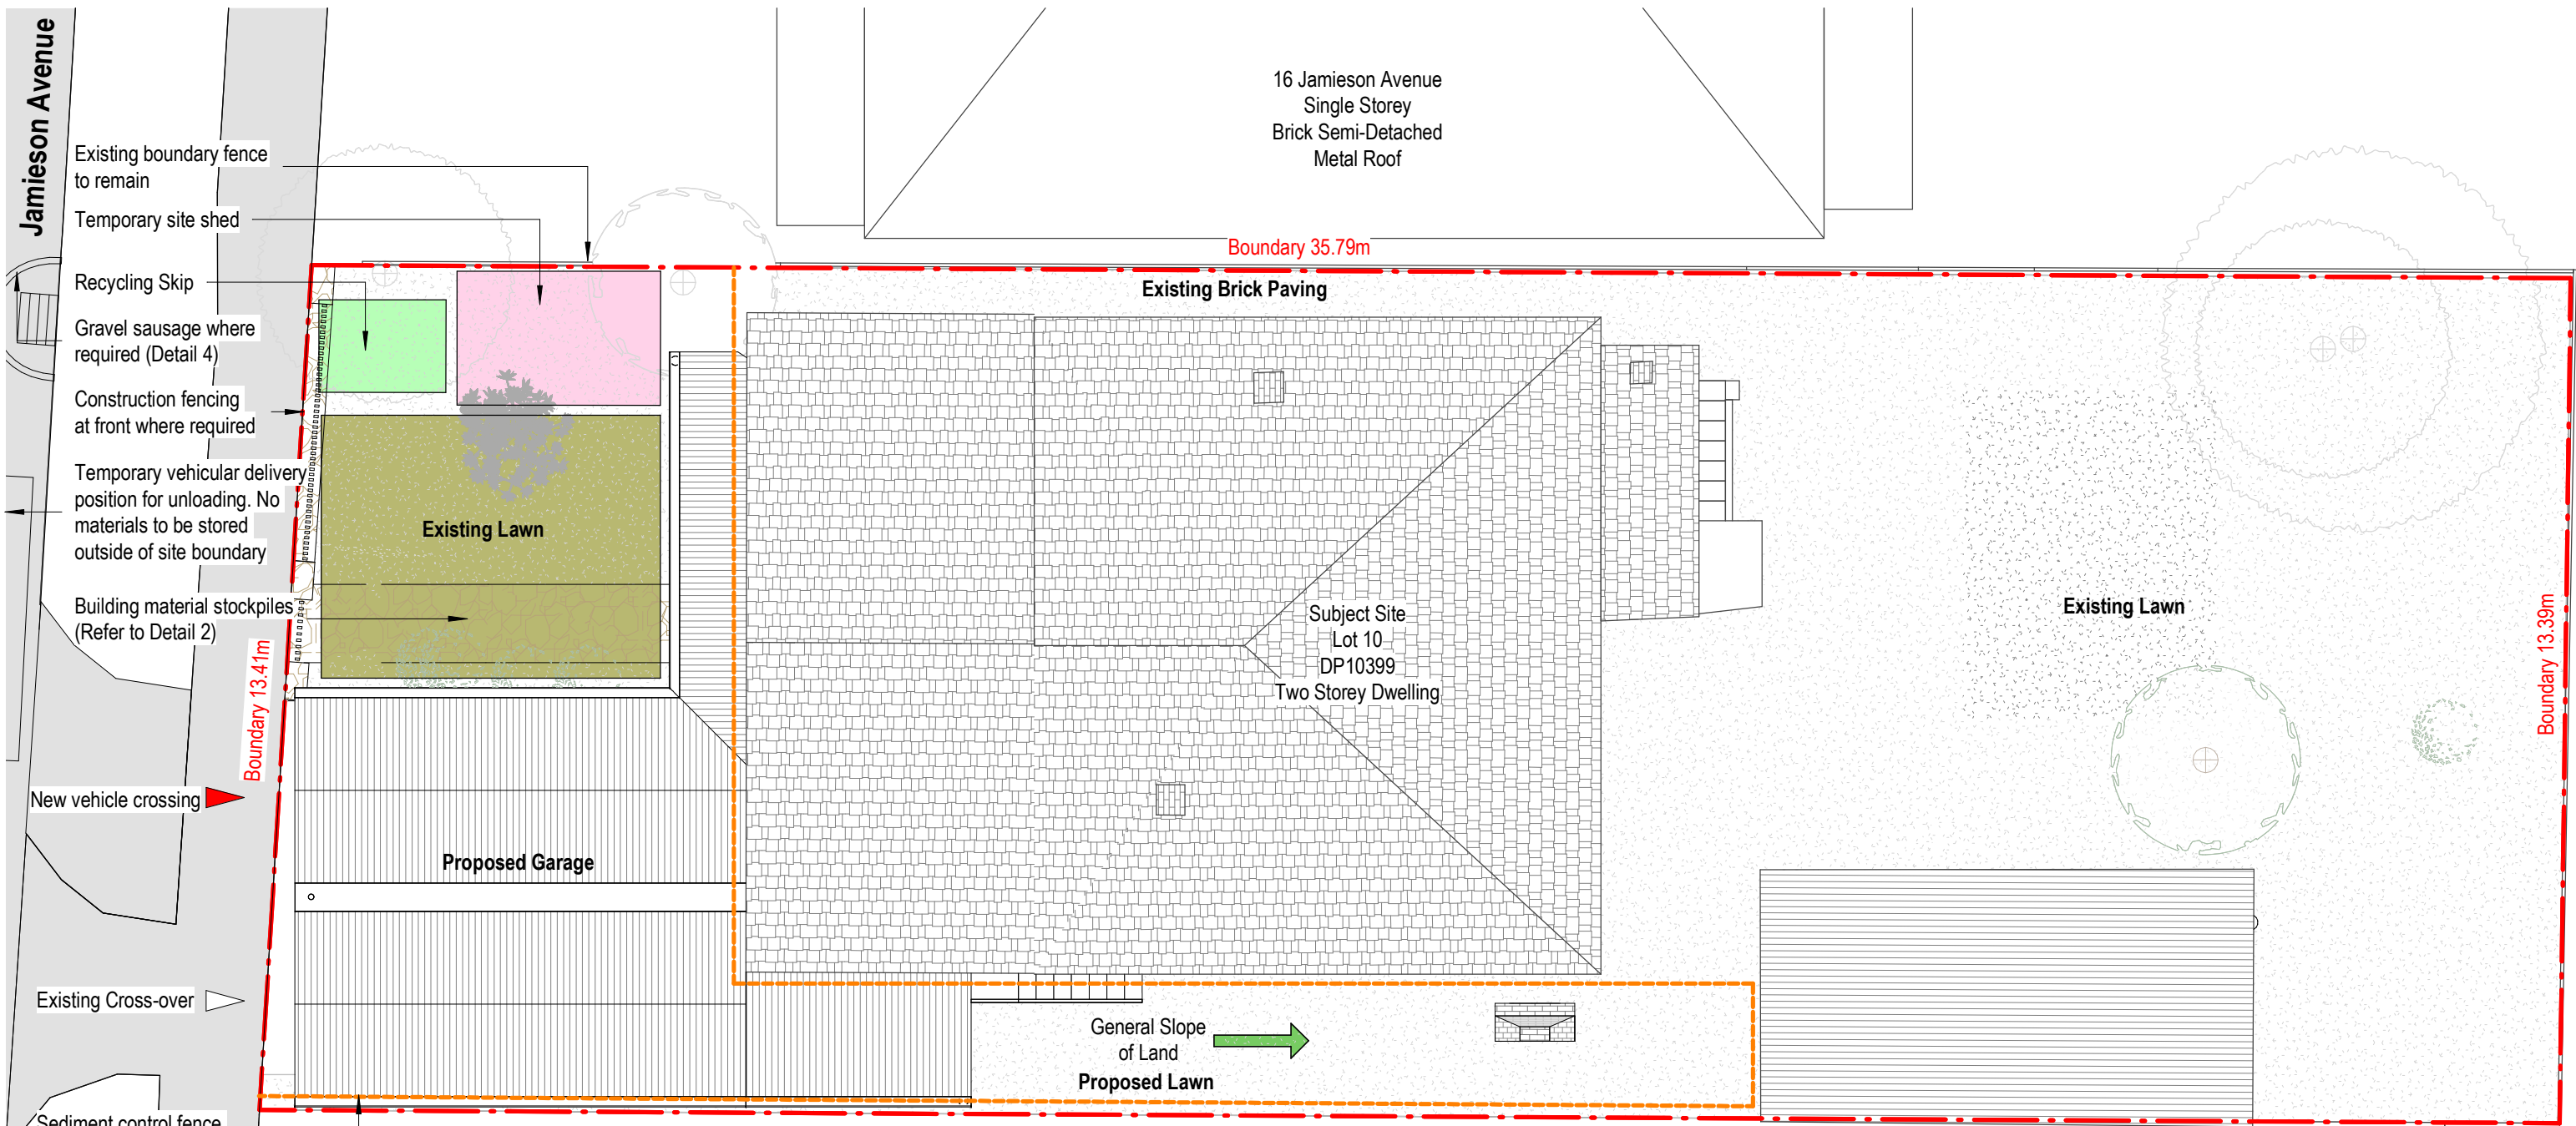 Jamieson Avenue
16 Jamieson Avenue
Single Storey
Brick Semi-Detached
Metal Roof
Existing boundary fence
to remain
Temporary site shed
Recycling Skip
Gravel sausage where
required (Detail 4)
Construction fencing
at front where required
Temporary vehicular delivery
position for unloading. No
materials to be stored
outside of site boundary
Building material stockpiles
(Refer to Detail 2)
Boundary 13.41m
New vehicle crossing
Existing Cross-over
Sediment control fence
Boundary 35.79m
Existing Brick Paving
Existing Lawn
Proposed Garage
Subject Site
Lot 10
DP10399
Two Storey Dwelling
General Slope
of Land
Proposed Lawn
Existing Lawn
Boundary 13.39m